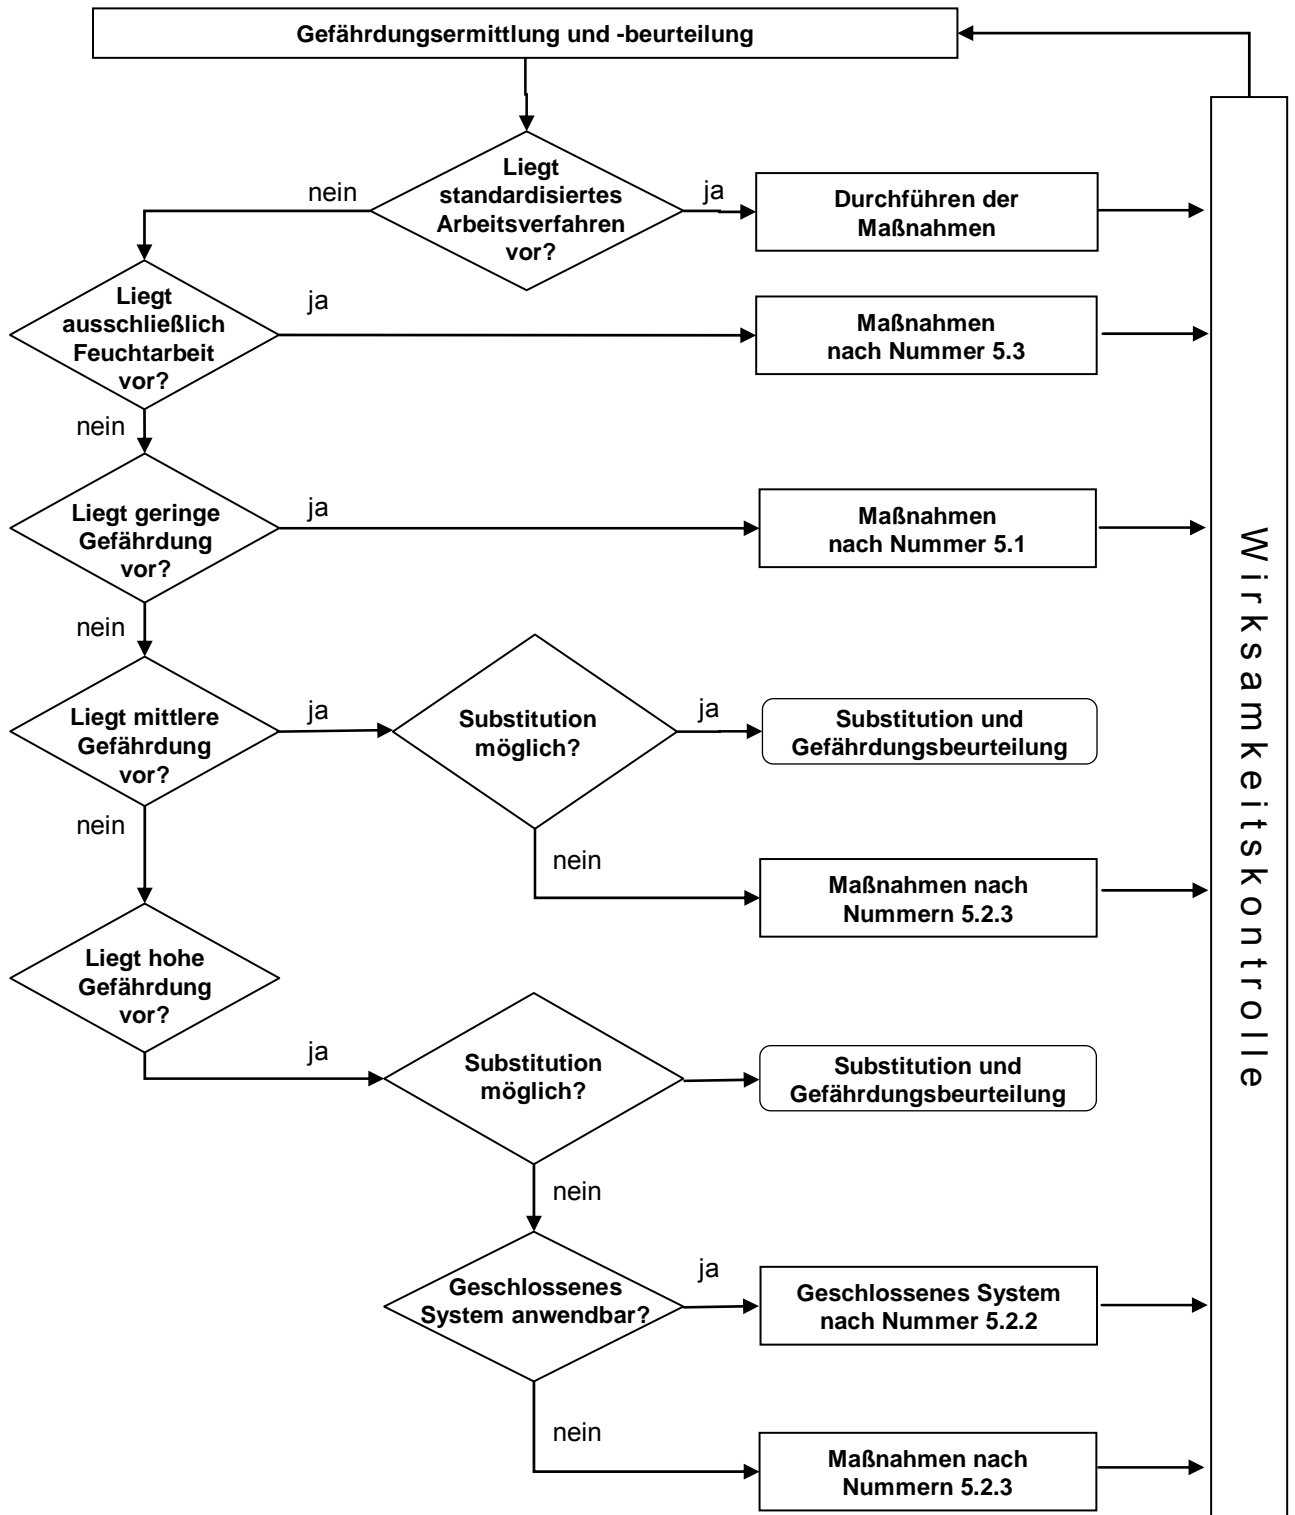 Gefährdungsermittlung und -beurteilung
Liegt
standardisiertes
Arbeitsverfahren
vor?
nein
ja
Durchführen der
Maßnahmen
Liegt
ausschließlich
Feuchtarbeit
vor?
ja
Maßnahmen
nach Nummer 5.3
nein
Liegt geringe
Gefährdung
vor?
ja
Maßnahmen
nach Nummer 5.1
nein
Liegt mittlere
Gefährdung
vor?
ja
Substitution
möglich?
ja
Substitution und
Gefährdungsbeurteilung
nein
nein
Maßnahmen nach
Nummern 5.2.3
Liegt hohe
Gefährdung
vor?
ja
Substitution
möglich?
Substitution und
Gefährdungsbeurteilung
nein
Geschlossenes
System anwendbar?
ja
Geschlossenes System
nach Nummer 5.2.2
nein
Maßnahmen nach
Nummern 5.2.3
Wirksamkeitskontrolle